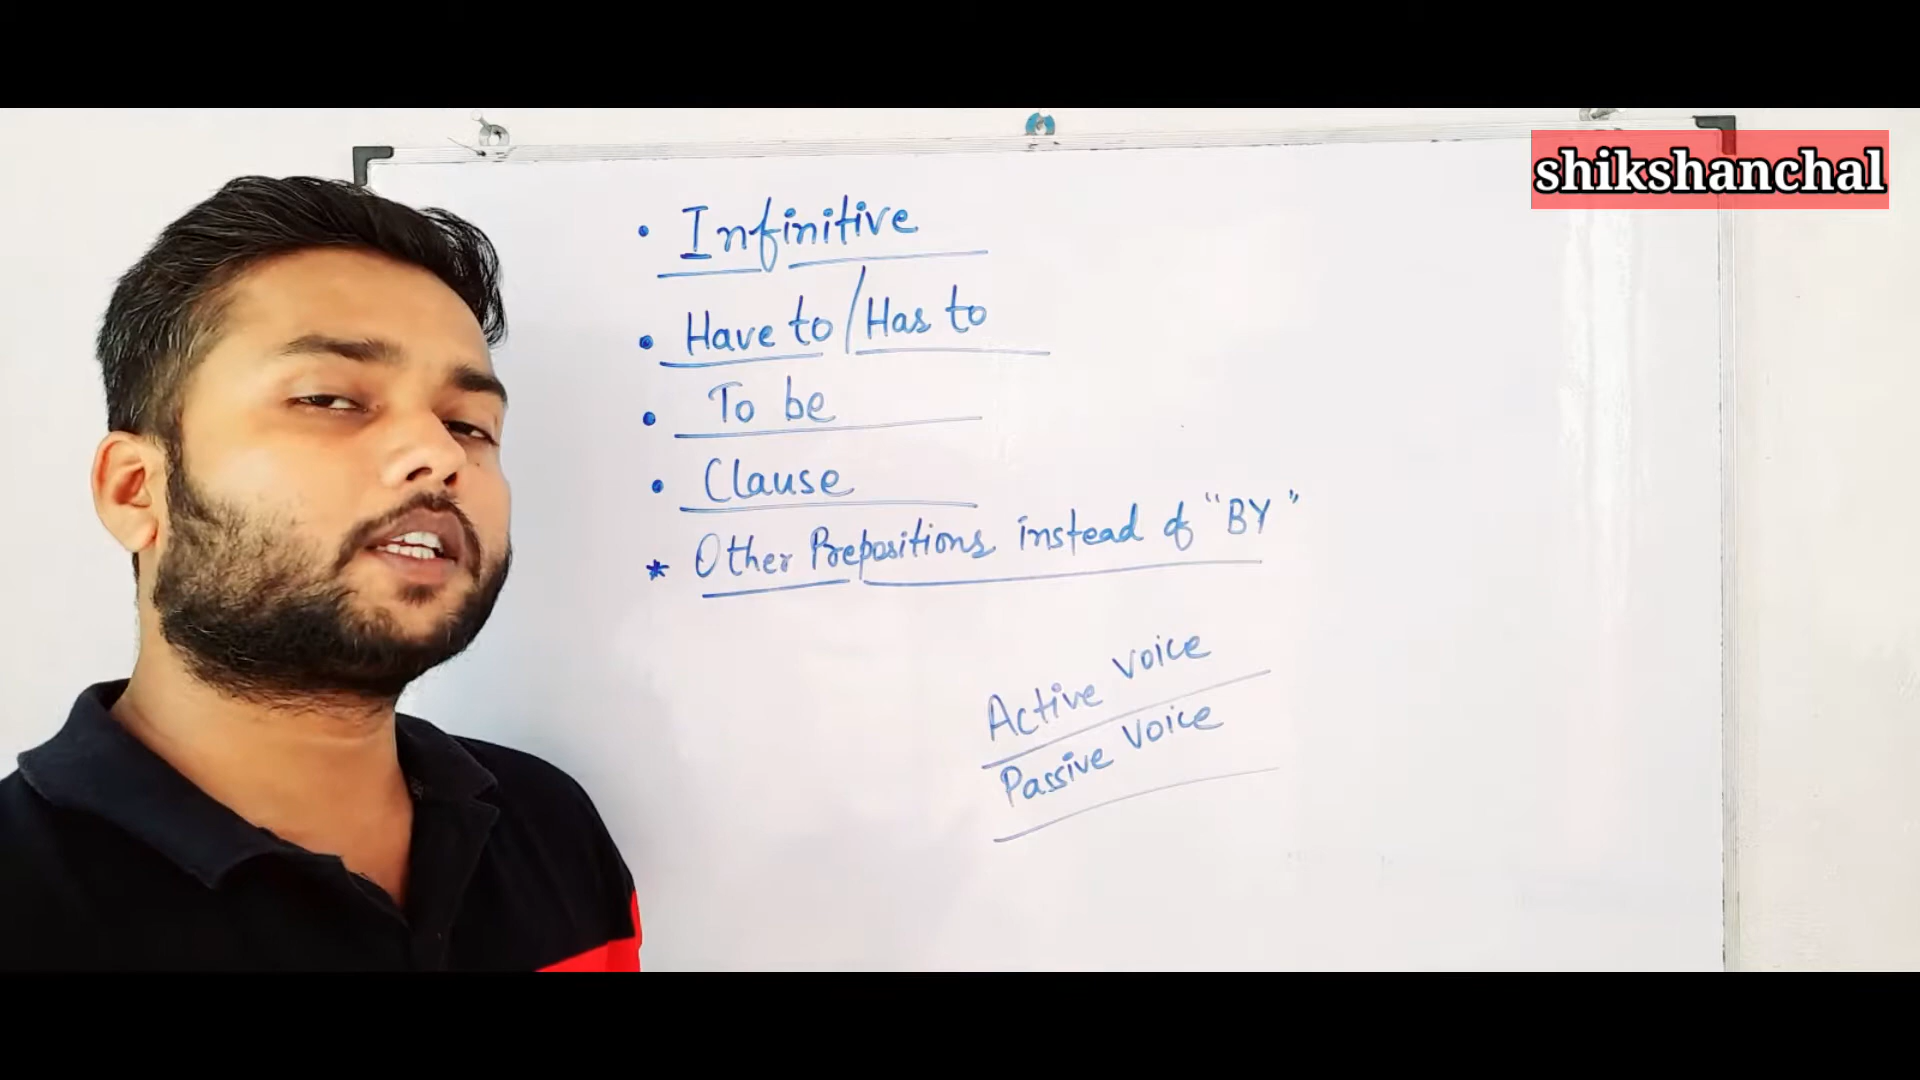 shikshanchal
• Infinitive
• Have to/Has to
• To be
• Clause
* Other Prepositions instead of "BY"
Active Voice
Passive Voice